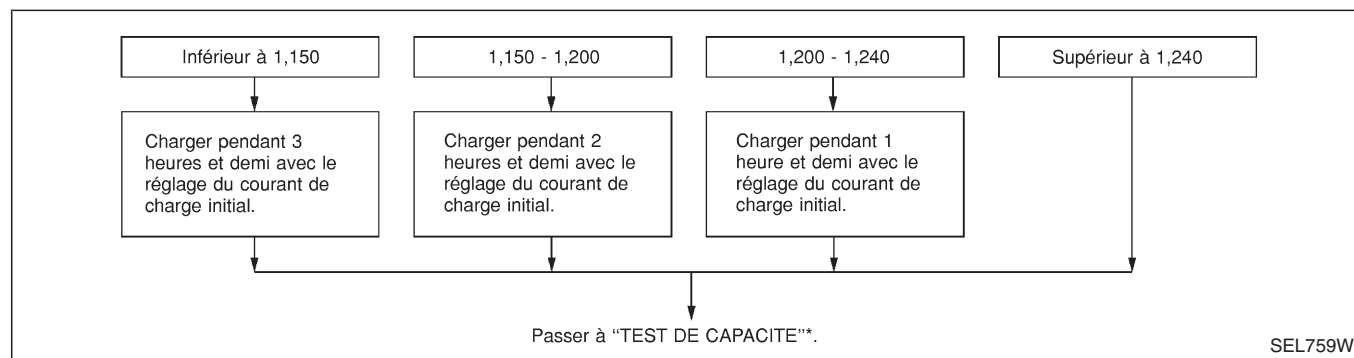 Inférieur à 1,150
1,150 - 1,200
1,200 - 1,240
Supérieur à 1,240
Charger pendant 3
heures et demi avec le
réglage du courant de
charge initial.
Charger pendant 2
heures et demi avec le
réglage du courant de
charge initial.
Charger pendant 1
heure et demi avec le
réglage du courant de
charge initial.
Passer à ‘‘TEST DE CAPACITE’’*.
SEL759W